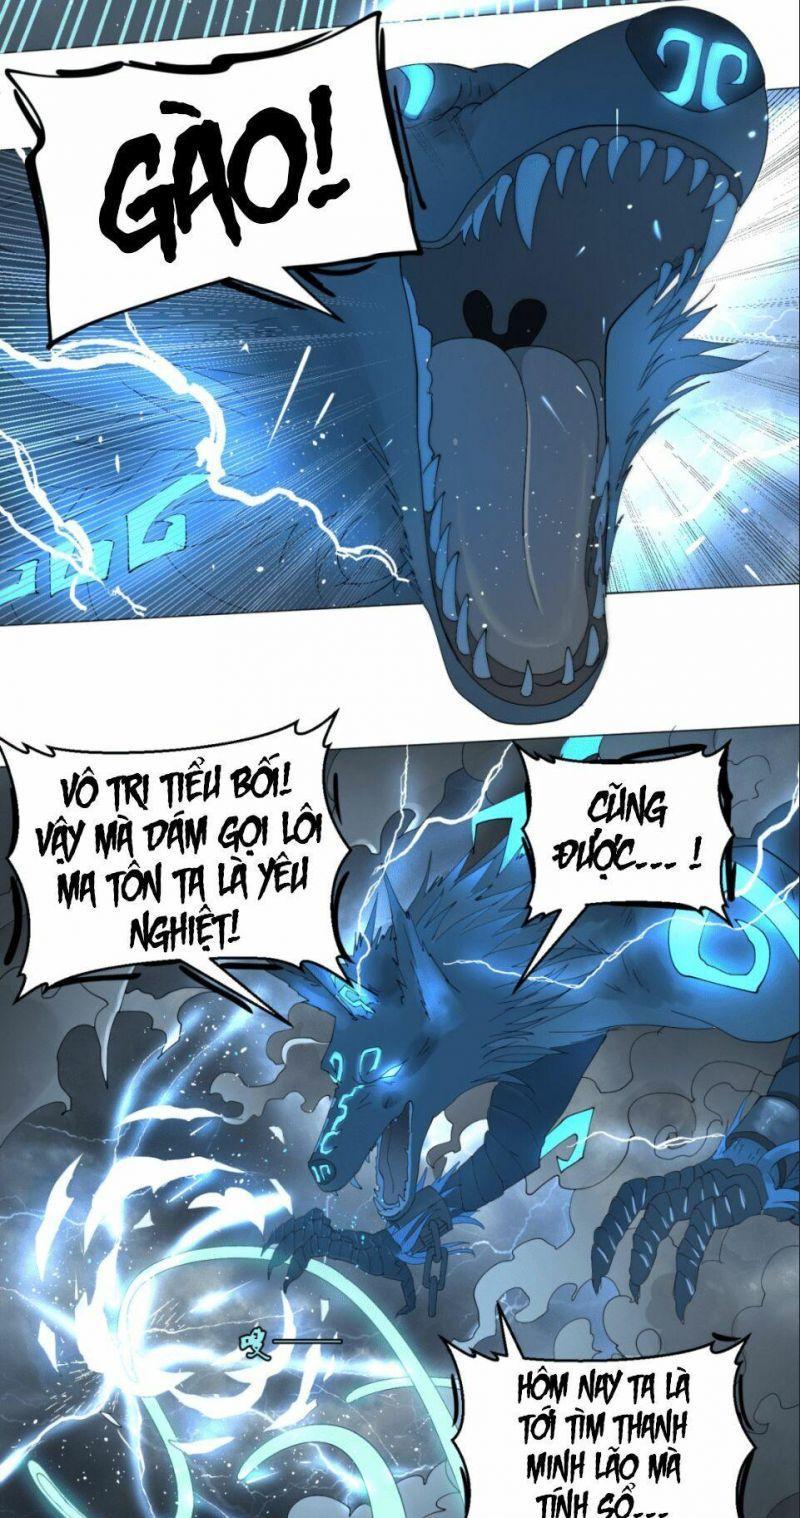 GÀO!
VÔ TRI TIỂU BỐI!
VẬY MÀ DÁM GỌI LÔI
MA TÔN TA LÀ YÊU
NGHIỆT!
CŨNG
ĐƯỢC... !
HÔM NAY TA LÀ
TỚI TÌM THANH
MINH LÃO MÀ
TÍNH SỔ...